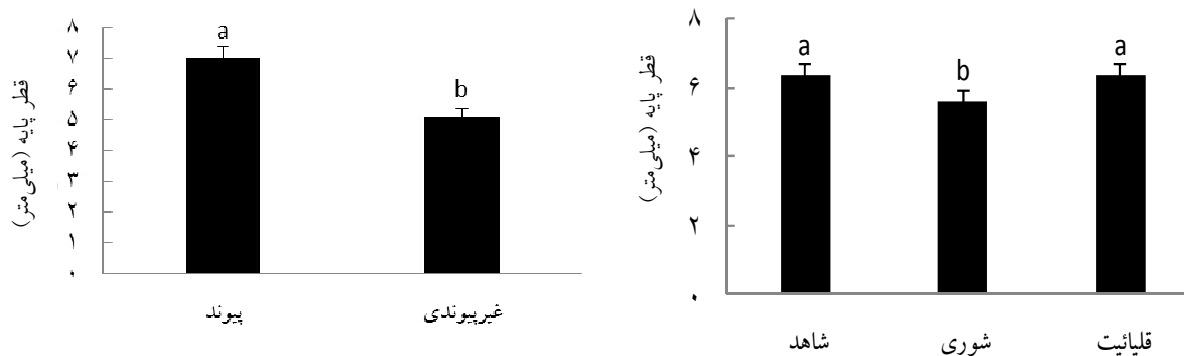 قطر پایه (میلی‌متر)
۸
۷
۶
۵
۴
۳
۲
۱
۰
a
b
پیوند
غیرپیوندی
قطر پایه (میلی‌متر)
۸
۶
۴
۲
۰
a
b
a
شاهد
شوری
قلیائیت